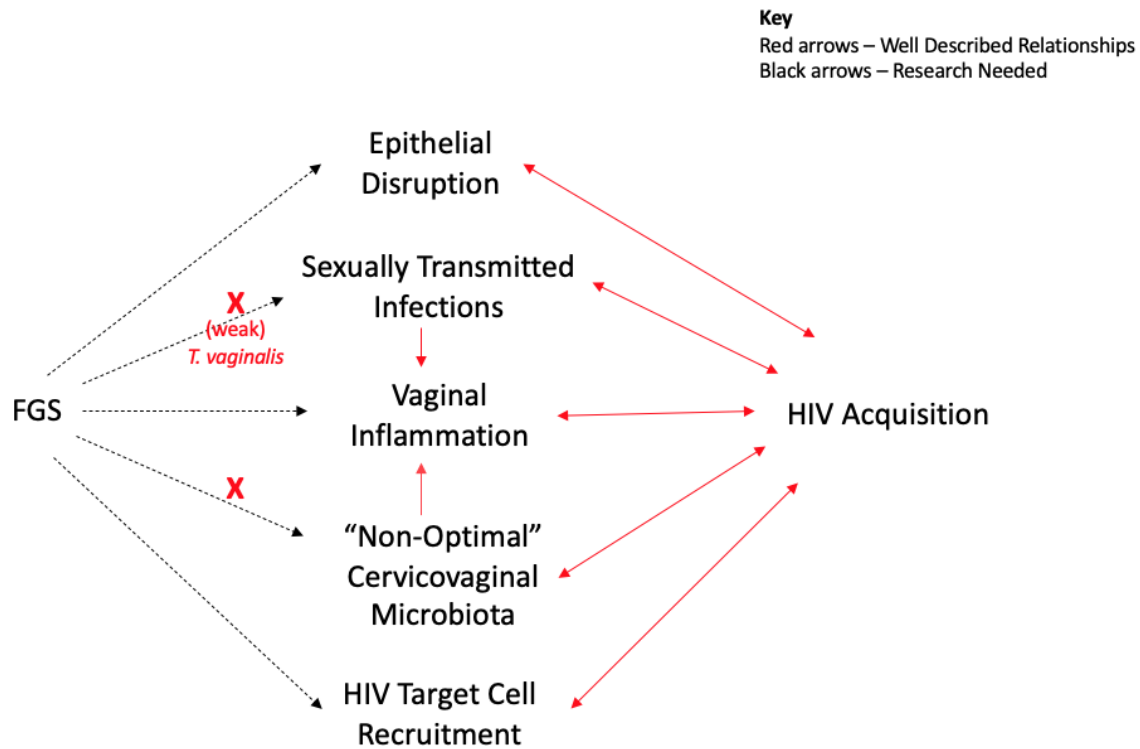 Key
Red arrows – Well Described Relationships
Black arrows – Research Needed
Epithelial
Disruption
Sexually Transmitted
Infections
X
(weak)
T. vaginalis
FGS
Vaginal
Inflammation
HIV Acquisition
X
“Non-Optimal”
Cervicovaginal
Microbiota
HIV Target Cell
Recruitment